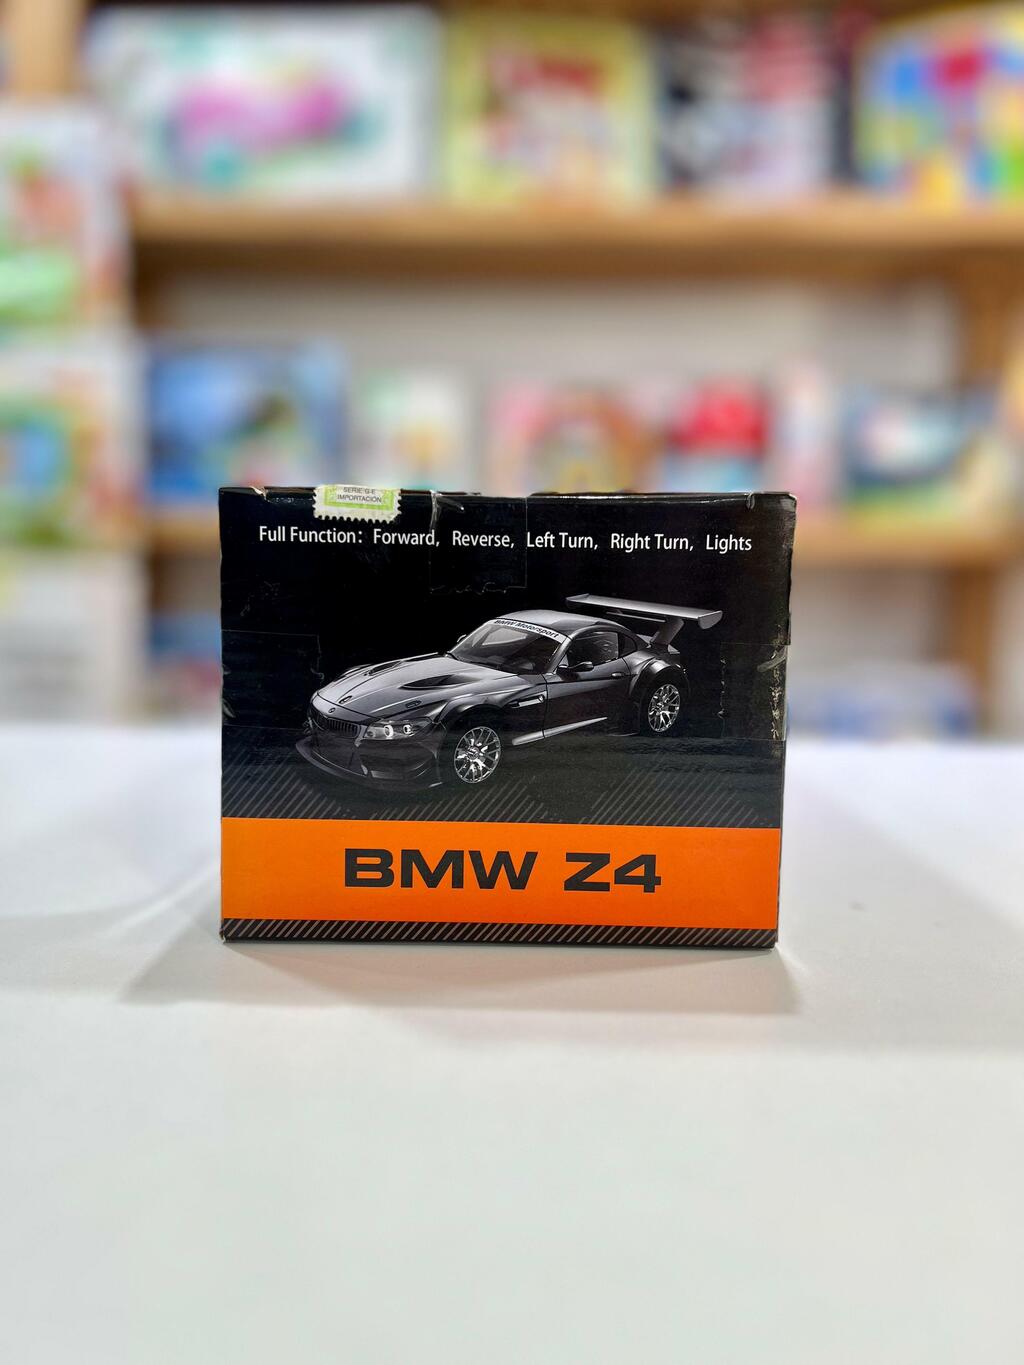 SERIE G-E
IMPORTACIÓN
Full Function: Forward, Reverse, Left Turn, Right Turn, Lights
BMW Motorsport
BMW Z4